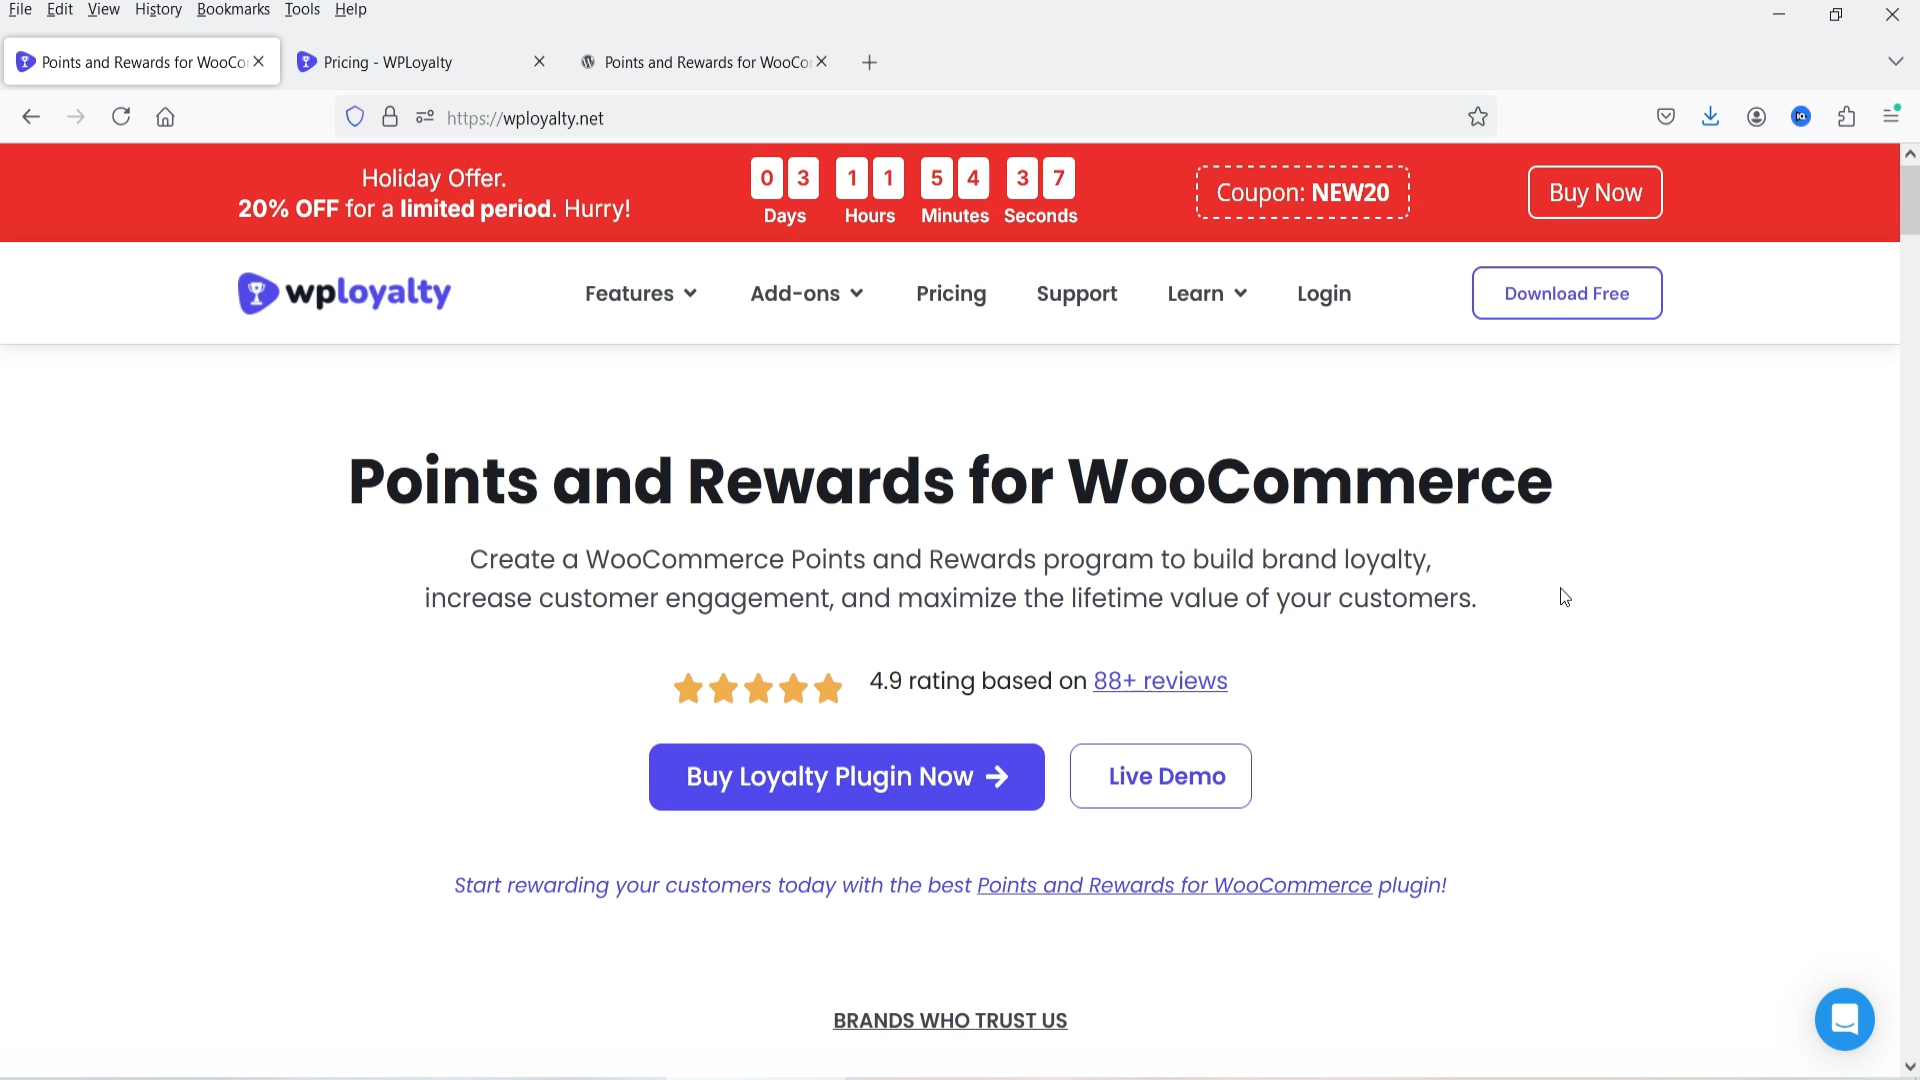 File Edit View History Bookmarks Tools Help
Points and Rewards for WooCo
Pricing - WPLoyalty
Points and Rewards for WooCo
https://wployalty.net
Holiday Offer.
20% OFF for a limited period. Hurry!
0 3 1 1 5 4 3 7
Days Hours Minutes Seconds
Coupon: NEW20
Buy Now
wployalty
Features Add-ons Pricing Support Learn Login
Download Free
Points and Rewards for WooCommerce
Create a WooCommerce Points and Rewards program to build brand loyalty,
increase customer engagement, and maximize the lifetime value of your customers.
4.9 rating based on 88+ reviews
Buy Loyalty Plugin Now →
Live Demo
Start rewarding your customers today with the best Points and Rewards for WooCommerce plugin!
BRANDS WHO TRUST US